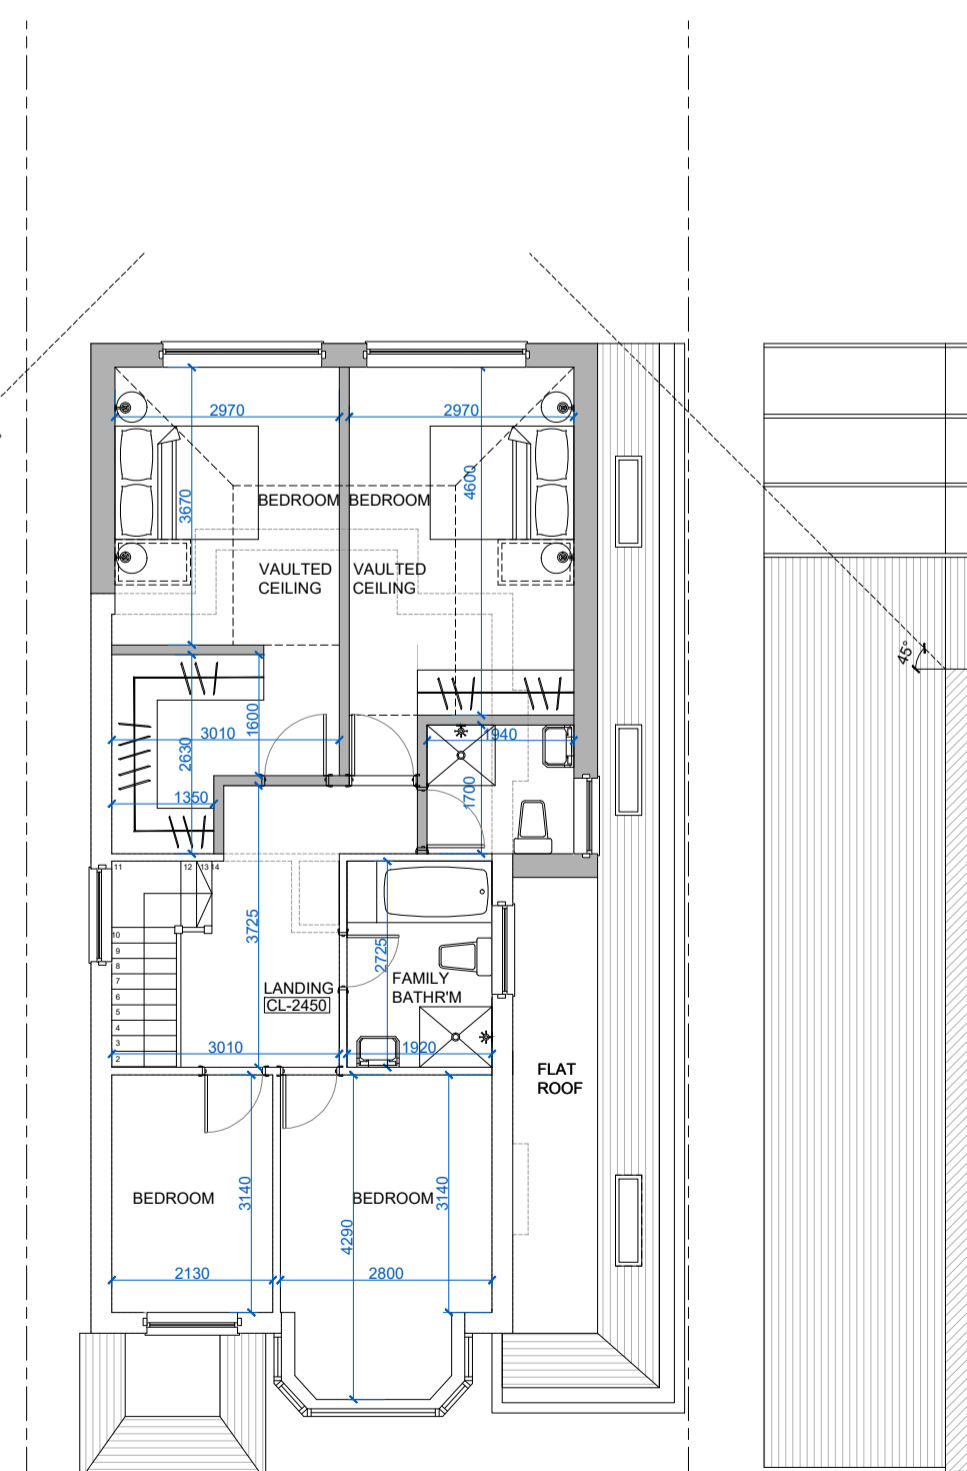 2970
2970
3670
4600
BEDROOM
BEDROOM
VAULTED
CEILING
VAULTED
CEILING
45°
1600
3010
2630
1940
1350
1700
11
12
13
14
10
9
8
7
6
5
4
3
2
3725
2725
LANDING
CL-2450
FAMILY
BATHR'M
3010
1920
FLAT
ROOF
BEDROOM
3140
BEDROOM
3140
4290
2130
2800